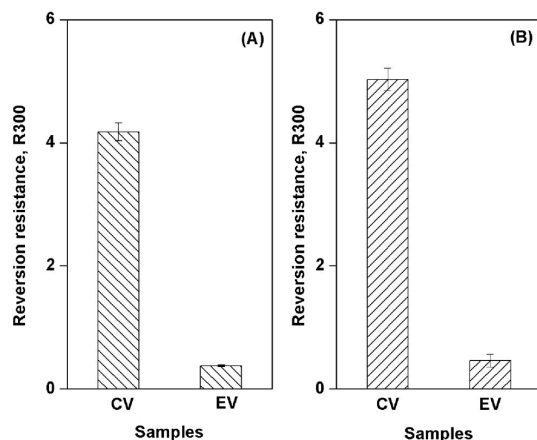 Reversion resistance, R300
6
4
2
0
(A)
CV EV
Samples
Reversion resistance, R300
6
4
2
0
(B)
CV EV
Samples